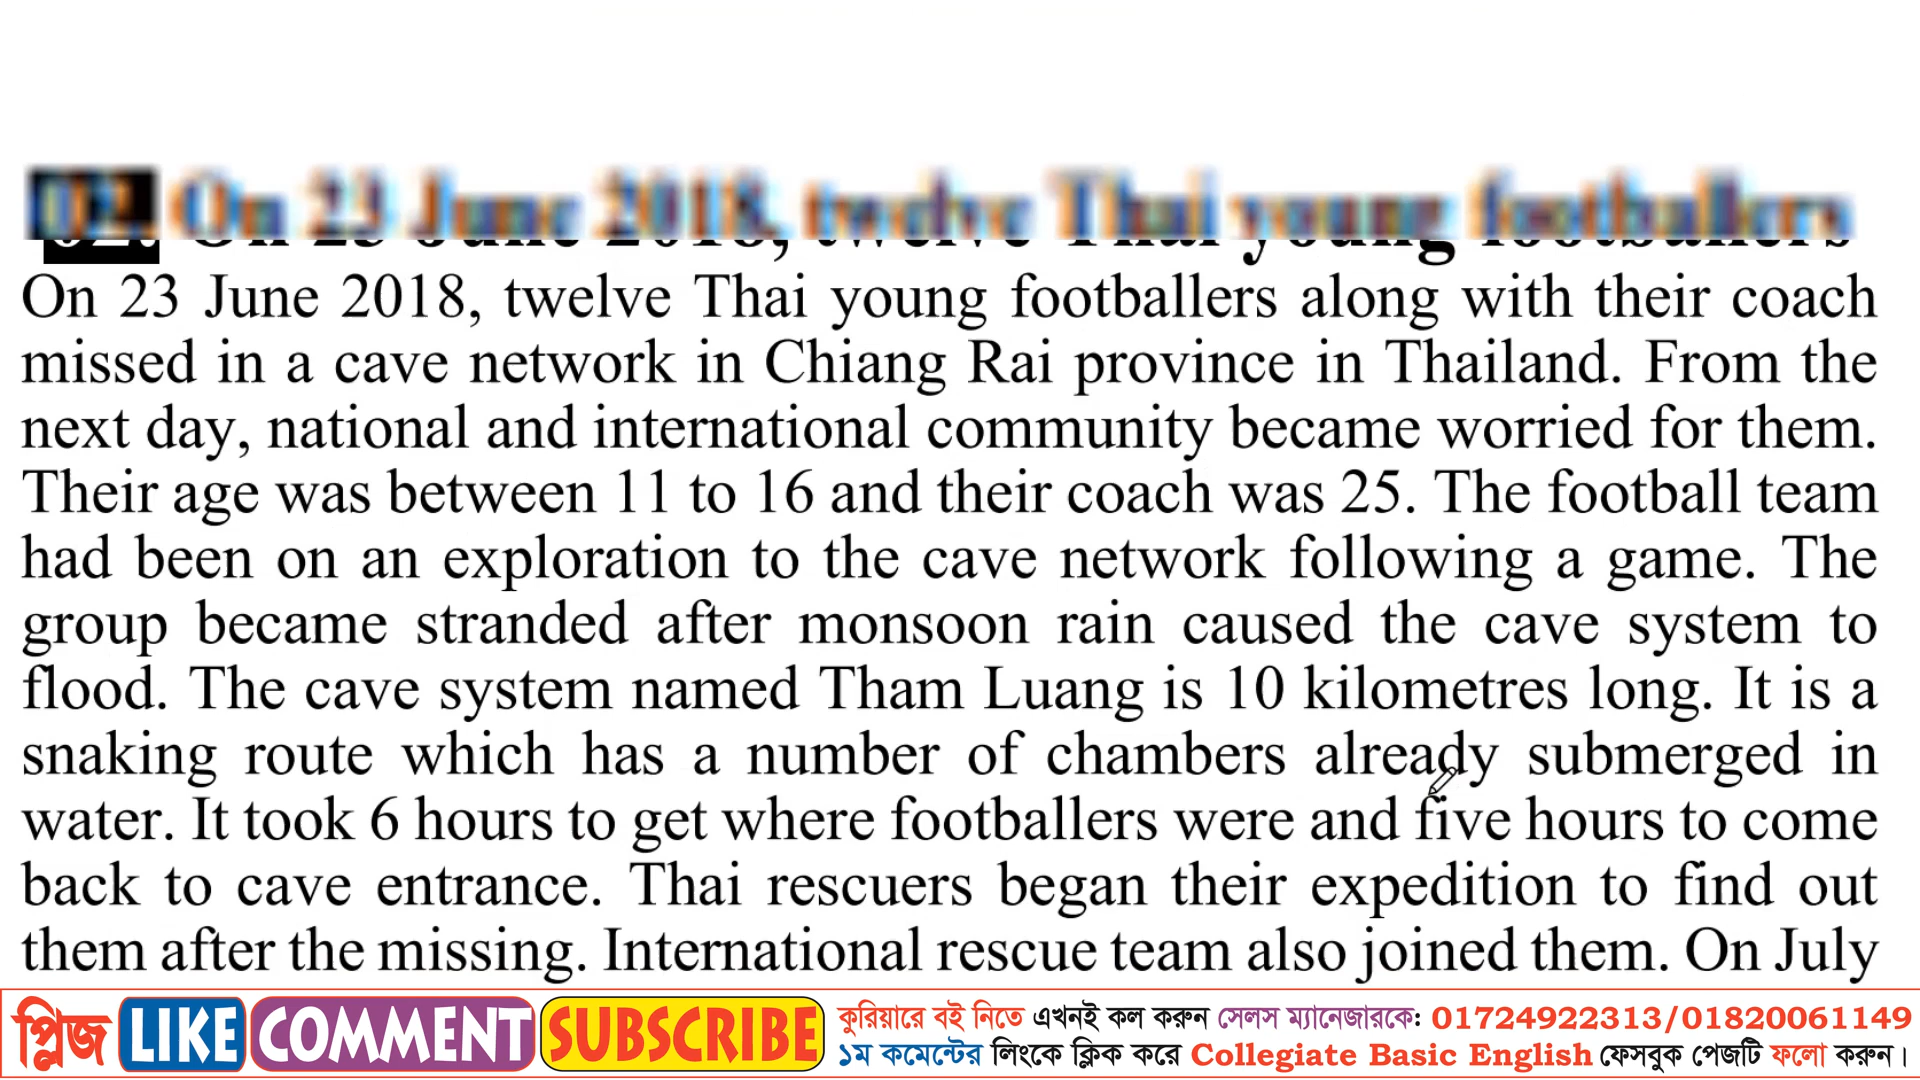 02. On 23 June 2018, twelve Thai young footballers
On 23 June 2018, twelve Thai young footballers along with their coach
missed in a cave network in Chiang Rai province in Thailand. From the
next day, national and international community became worried for them.
Their age was between 11 to 16 and their coach was 25. The football team
had been on an exploration to the cave network following a game. The
group became stranded after monsoon rain caused the cave system to
flood. The cave system named Tham Luang is 10 kilometres long. It is a
snaking route which has a number of chambers already submerged in
water. It took 6 hours to get where footballers were and five hours to come
back to cave entrance. Thai rescuers began their expedition to find out
them after the missing. International rescue team also joined them. On July
প্লিজ LIKE COMMENT SUBSCRIBE
কুরিয়ারে বই নিতে এখনই কল করুন সেলস ম্যানেজারকে: 01724922313/01820061149
১ম কমেন্টের লিংকে ক্লিক করে Collegiate Basic English ফেসবুক পেজটি ফলো করুন।